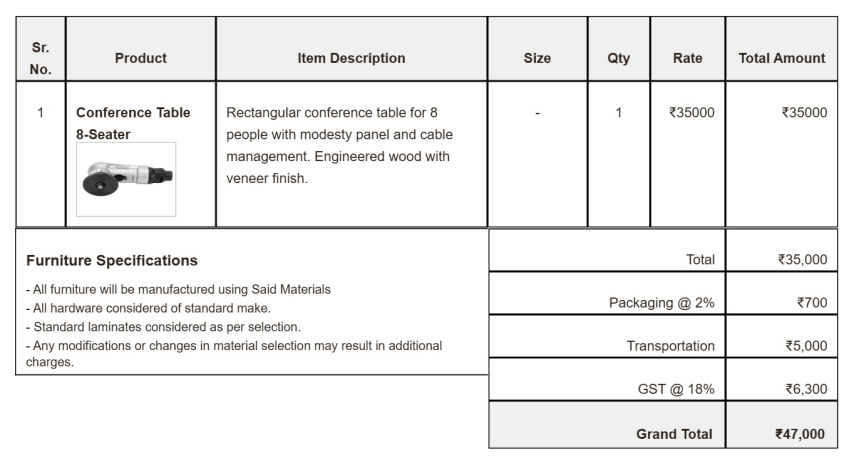 Sr. No.
Product
Item Description
Size
Qty
Rate
Total Amount
1
Conference Table
8-Seater
Rectangular conference table for 8
people with modesty panel and cable
management. Engineered wood with
veneer finish.
-
1
₹35000
₹35000
Furniture Specifications
- All furniture will be manufactured using Said Materials
- All hardware considered of standard make.
- Standard laminates considered as per selection.
- Any modifications or changes in material selection may result in additional
charges.
Total ₹35,000
Packaging @ 2% ₹700
Transportation ₹5,000
GST @ 18% ₹6,300
Grand Total ₹47,000